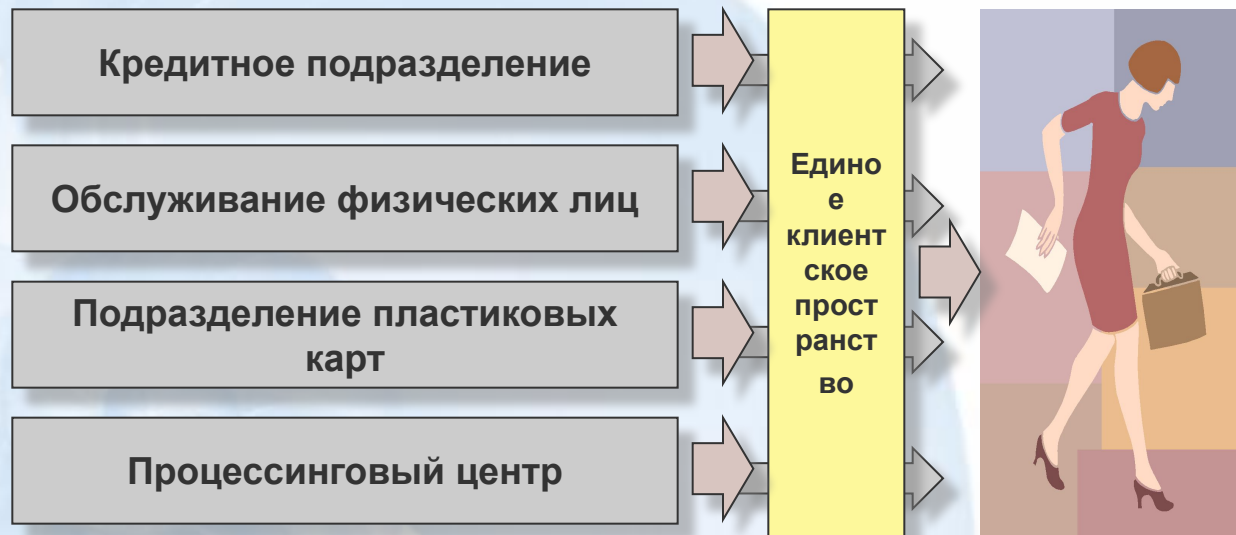 Кредитное подразделение
Обслуживание физических лиц
Подразделение пластиковых
карт
Процессинговый центр
Едино
е
клиент
ское
прост
ранст
во